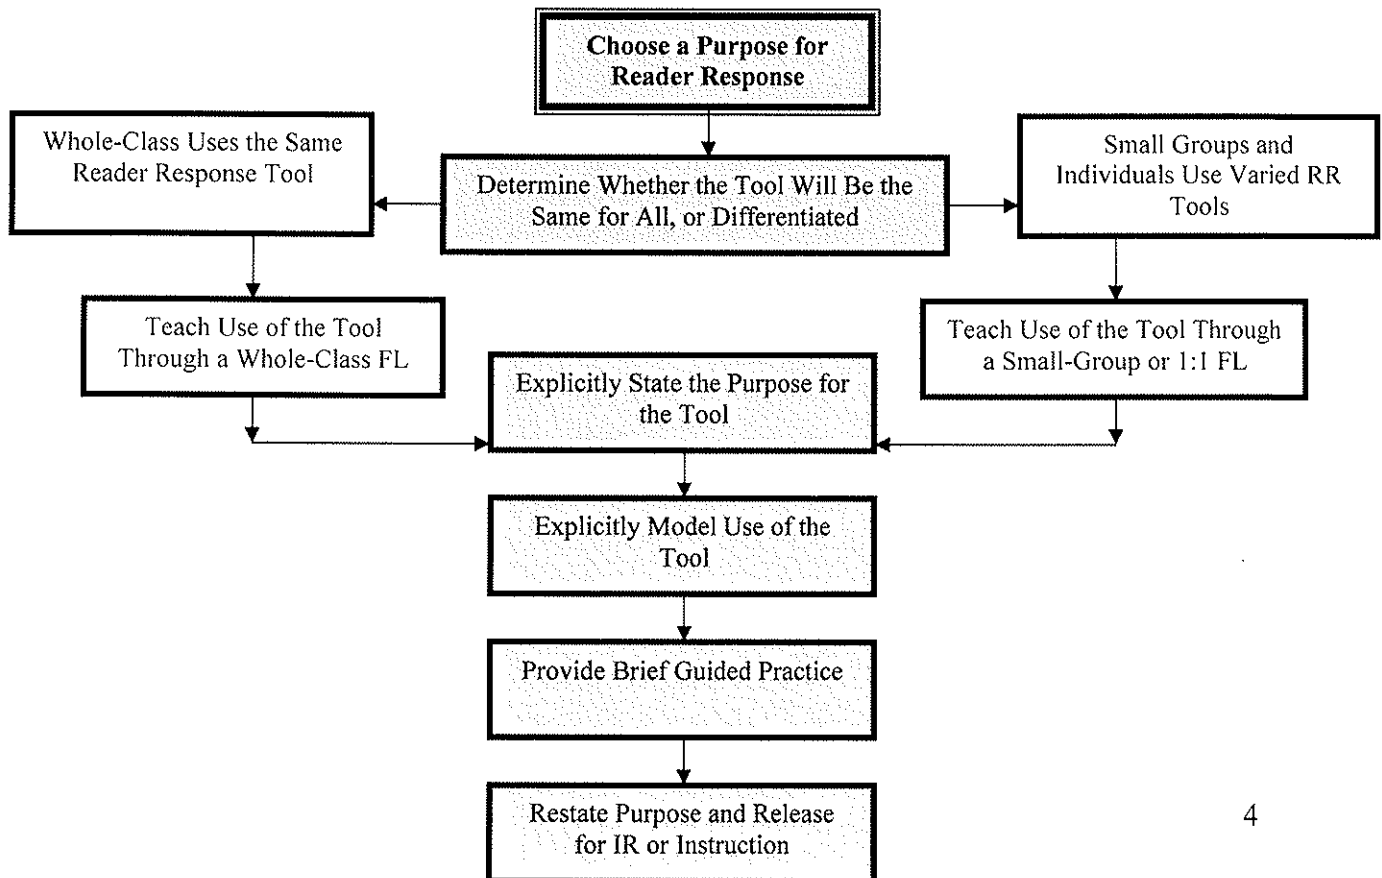 Choose a Purpose for
Reader Response
Whole-Class Uses the Same
Reader Response Tool
Determine Whether the Tool Will Be the
Same for All, or Differentiated
Small Groups and
Individuals Use Varied RR
Tools
Teach Use of the Tool
Through a Whole-Class FL
Teach Use of the Tool Through
a Small-Group or 1:1 FL
Explicitly State the Purpose for
the Tool
Explicitly Model Use of the
Tool
Provide Brief Guided Practice
Restate Purpose and Release
for IR or Instruction
4